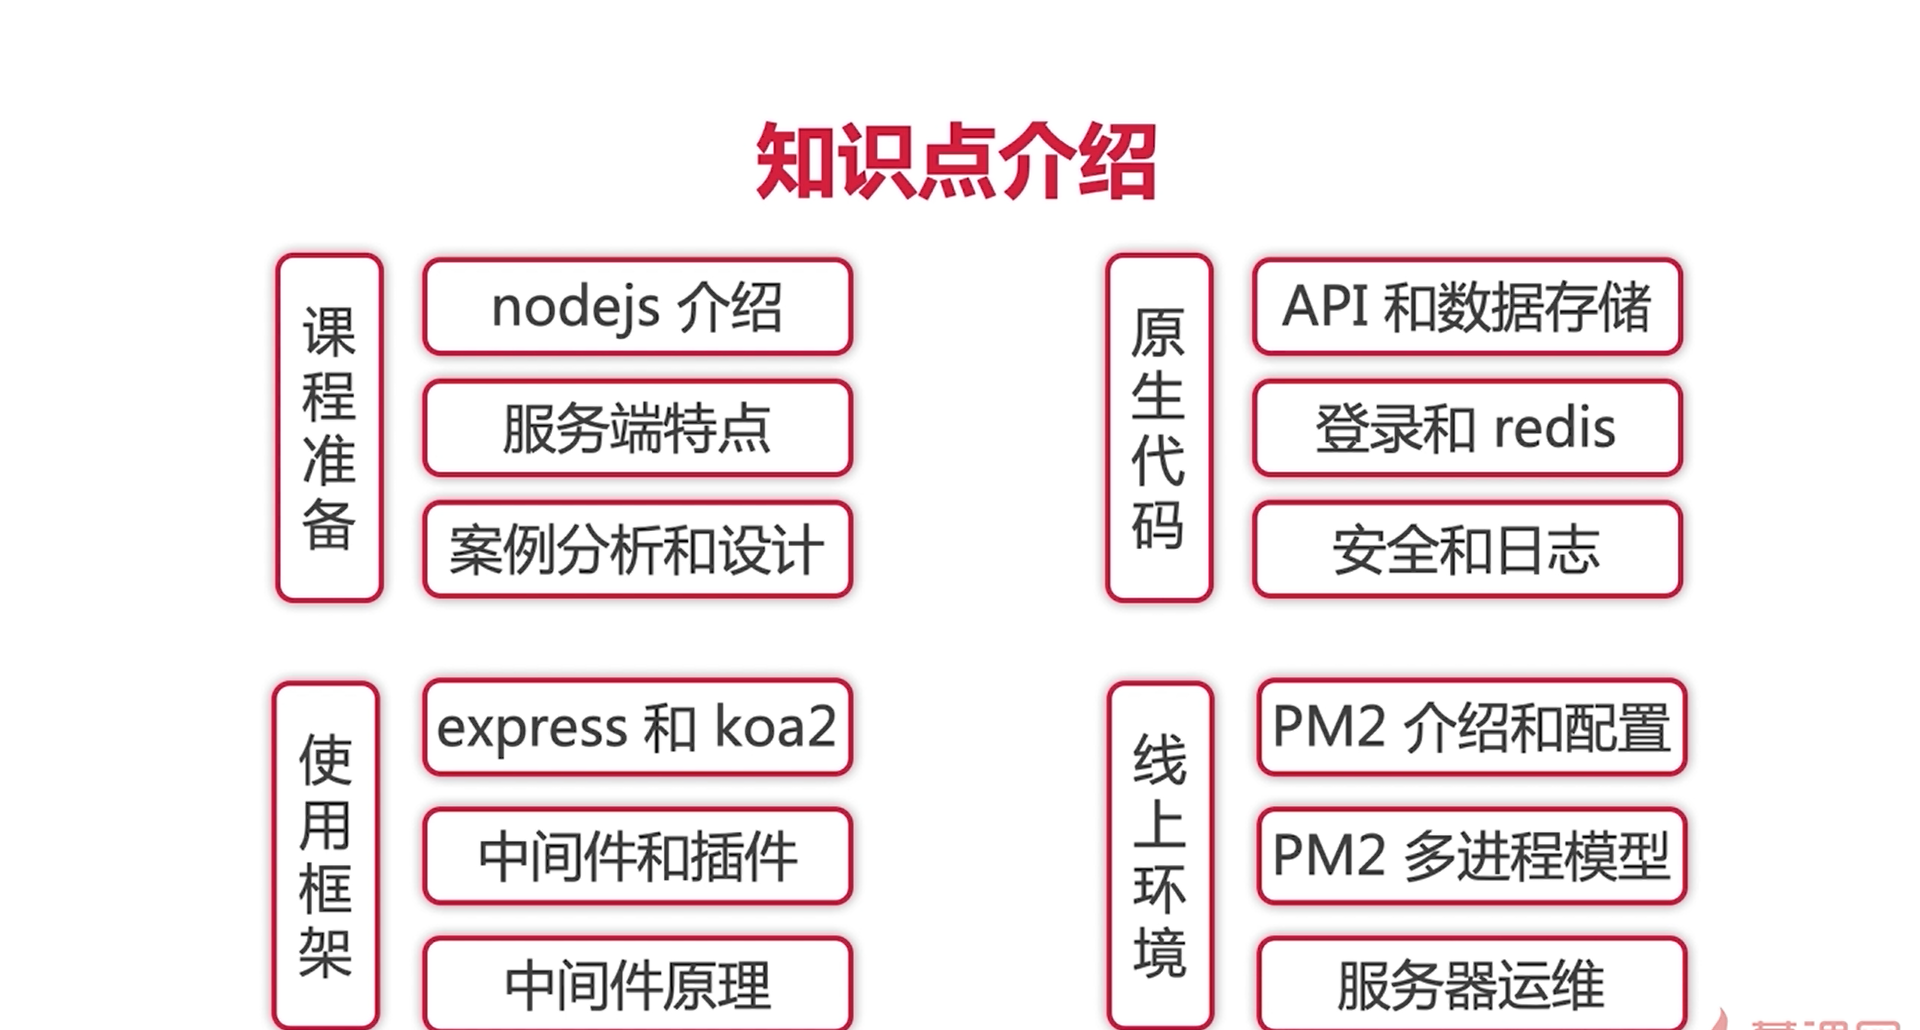 知识点介绍
课程准备
nodejs 介绍
服务端特点
案例分析和设计
原生代码
API 和数据存储
登录和 redis
安全和日志
使用框架
express 和 koa2
中间件和插件
中间件原理
线上环境
PM2 介绍和配置
PM2 多进程模型
服务器运维